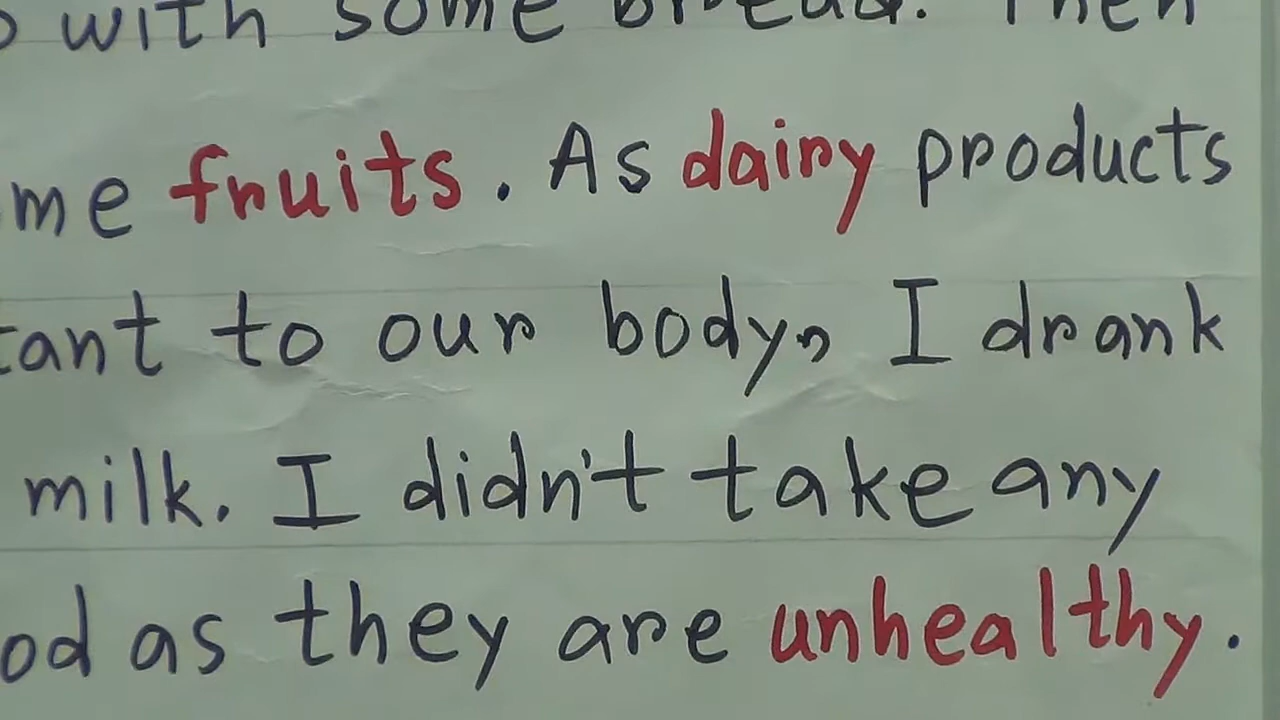 with some bread. Then
me fruits. As dairy products
tant to our body, I drank
milk. I didn't take any
od as they are unhealthy.